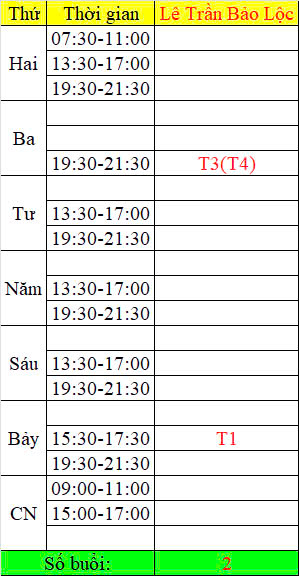 Thứ Thời gian Lê Trần Bảo Lộc
07:30-11:00
Hai 13:30-17:00
19:30-21:30
Ba
19:30-21:30 T3(T4)
Tư 13:30-17:00
19:30-21:30
Năm 13:30-17:00
19:30-21:30
Sáu 13:30-17:00
19:30-21:30
Bảy 15:30-17:30 T1
19:30-21:30
09:00-11:00
CN 15:00-17:00
Số buổi: 2